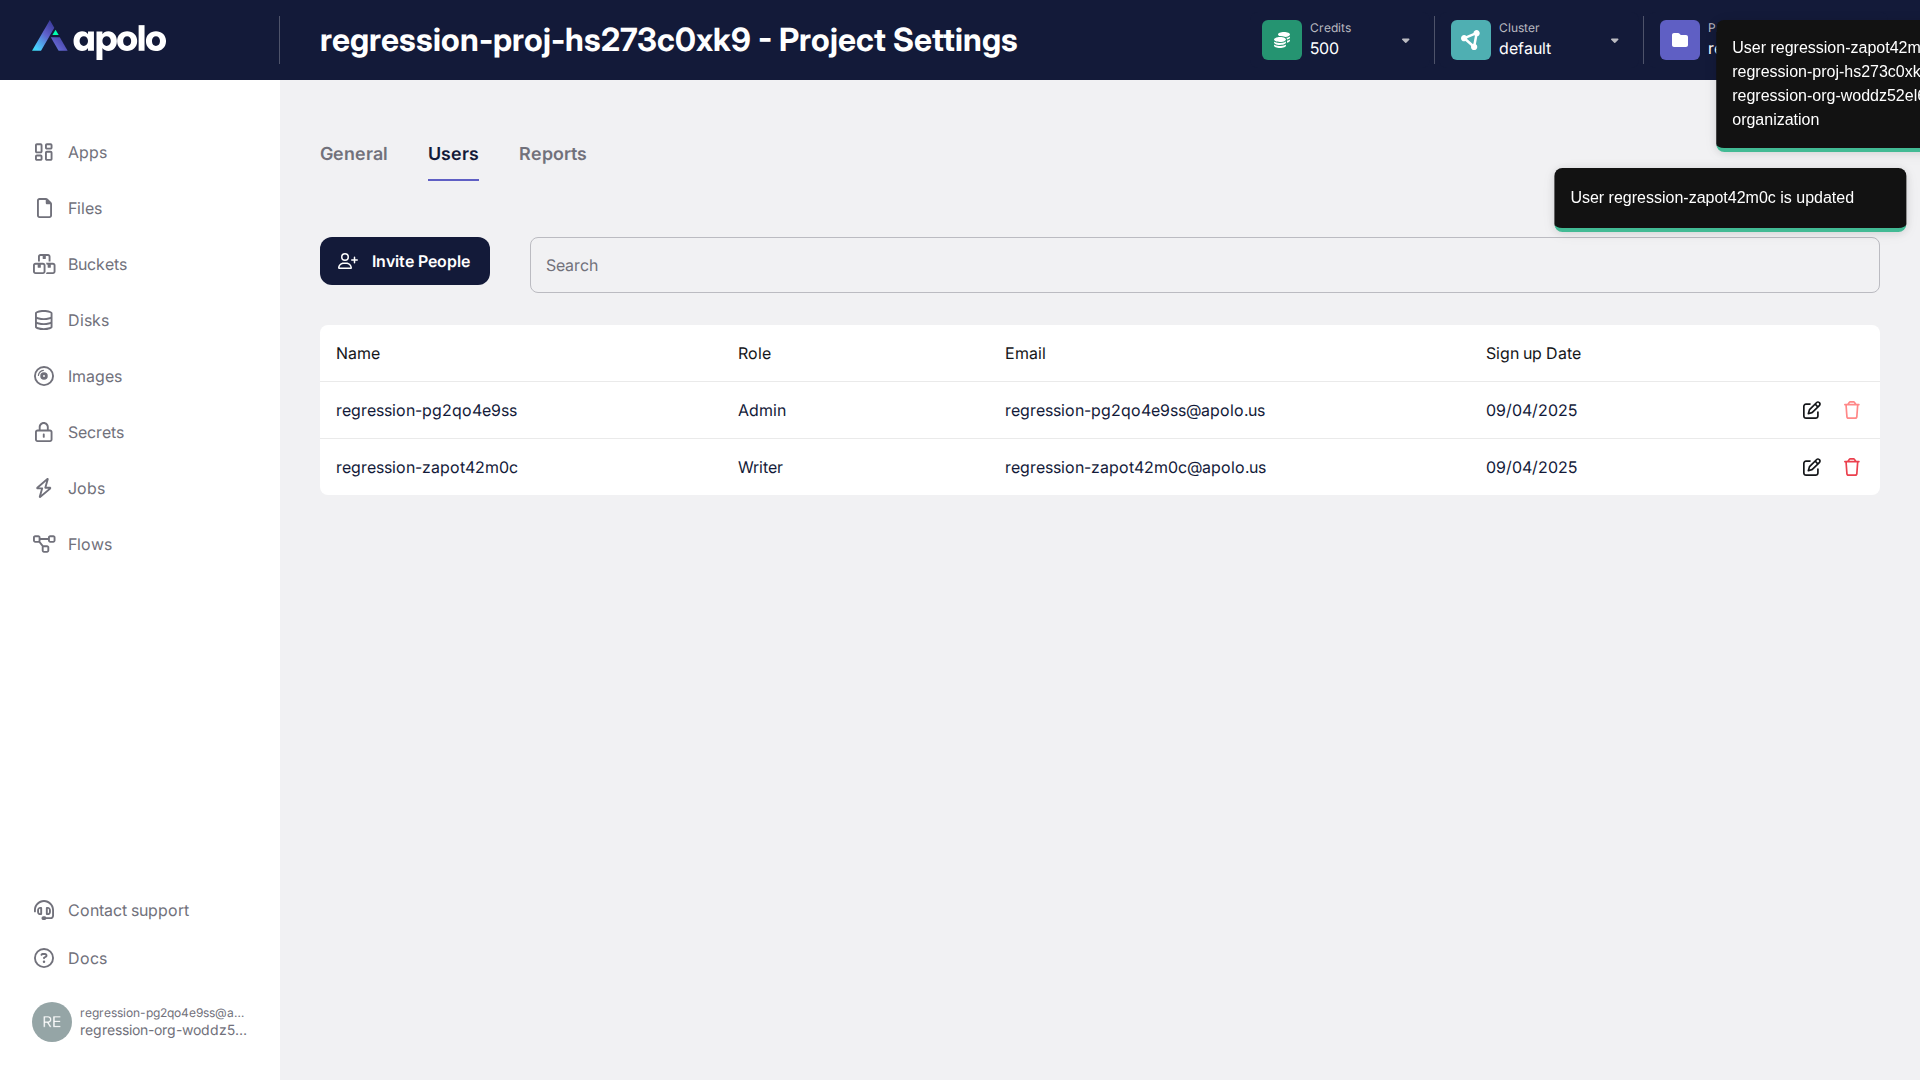 apolo
regression-proj-hs273c0xk9 - Project Settings
Credits
500
Cluster
default
User regression-zapot42m
regression-proj-hs273c0xk
regression-org-woddz52el
organization
User regression-zapot42m0c is updated
Apps
Files
Buckets
Disks
Images
Secrets
Jobs
Flows
General
Users
Reports
Invite People
Search
Name Role Email Sign up Date
regression-pg2qo4e9ss Admin regression-pg2qo4e9ss@apolo.us 09/04/2025
regression-zapot42m0c Writer regression-zapot42m0c@apolo.us 09/04/2025
Contact support
Docs
RE
regression-pg2qo4e9ss@a...
regression-org-woddz5...